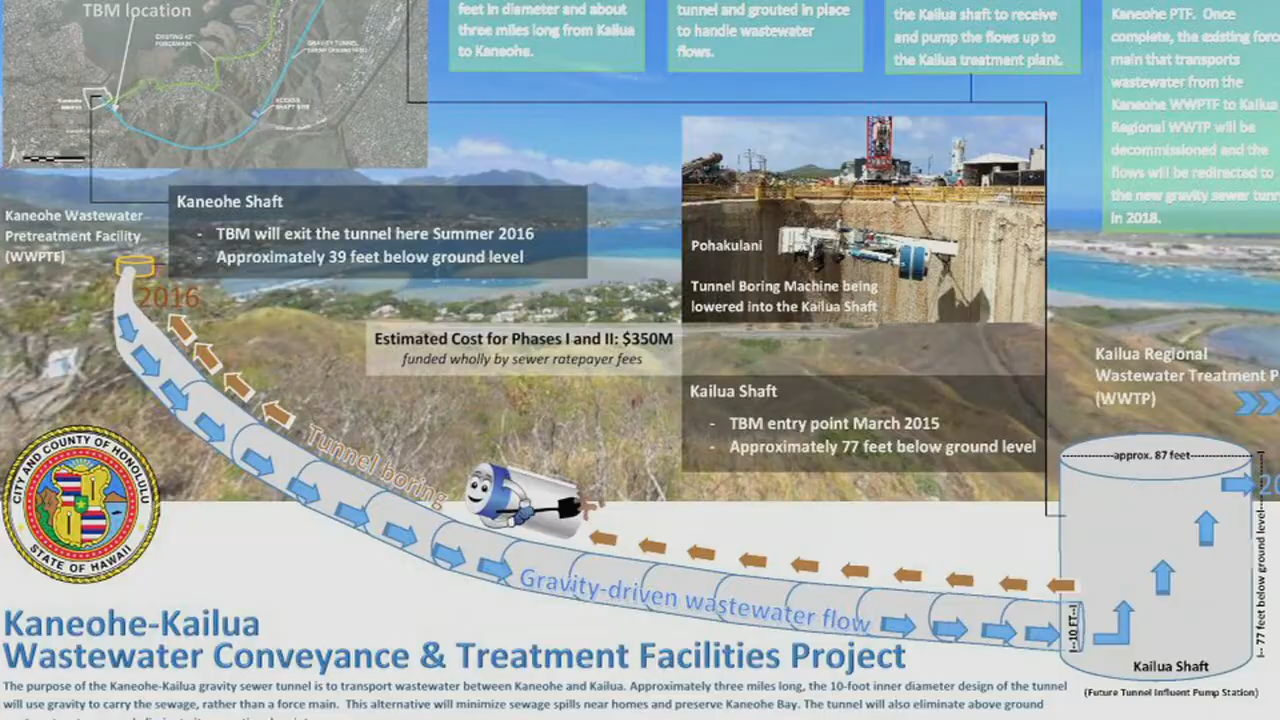 TBM location
EXISTING 42"
FORCEMAIN
GRAVITY TUNNEL
ACCESS
SHAFT SITE
feet in diameter and about
three miles long from Kailua
to Kaneohe.
tunnel and grouted in place
to handle wastewater
flows.
the Kailua shaft to receive
and pump the flows up to
the Kailua treatment plant.
Kaneohe PTF. Once
complete, the existing force
main that transports
wastewater from the
Kaneohe WWPTF to Kailua
Regional WWTP will be
decommissioned and the
flows will be redirected to
the new gravity sewer tunn
in 2018.
Kaneohe Wastewater
Pretreatment Facility
(WWPTF)
2016
Kaneohe Shaft
- TBM will exit the tunnel here Summer 2016
- Approximately 39 feet below ground level
Pohakulani
Tunnel Boring Machine being
lowered into the Kailua Shaft
Estimated Cost for Phases I and II: $350M
funded wholly by sewer ratepayer fees
Kailua Shaft
- TBM entry point March 2015
- Approximately 77 feet below ground level
Kailua Regional
Wastewater Treatment P
(WWTP)
approx. 87 feet
20
77 feet below ground level
Tunnel boring
Gravity-driven wastewater flow
10 FT
Kailua Shaft
(Future Tunnel Influent Pump Station)
CITY AND COUNTY OF HONOLULU
STATE OF HAWAII
Kaneohe-Kailua
Wastewater Conveyance & Treatment Facilities Project
The purpose of the Kaneohe-Kailua gravity sewer tunnel is to transport wastewater between Kaneohe and Kailua. Approximately three miles long, the 10-foot inner diameter design of the tunnel
will use gravity to carry the sewage, rather than a force main. This alternative will minimize sewage spills near homes and preserve Kaneohe Bay. The tunnel will also eliminate above ground